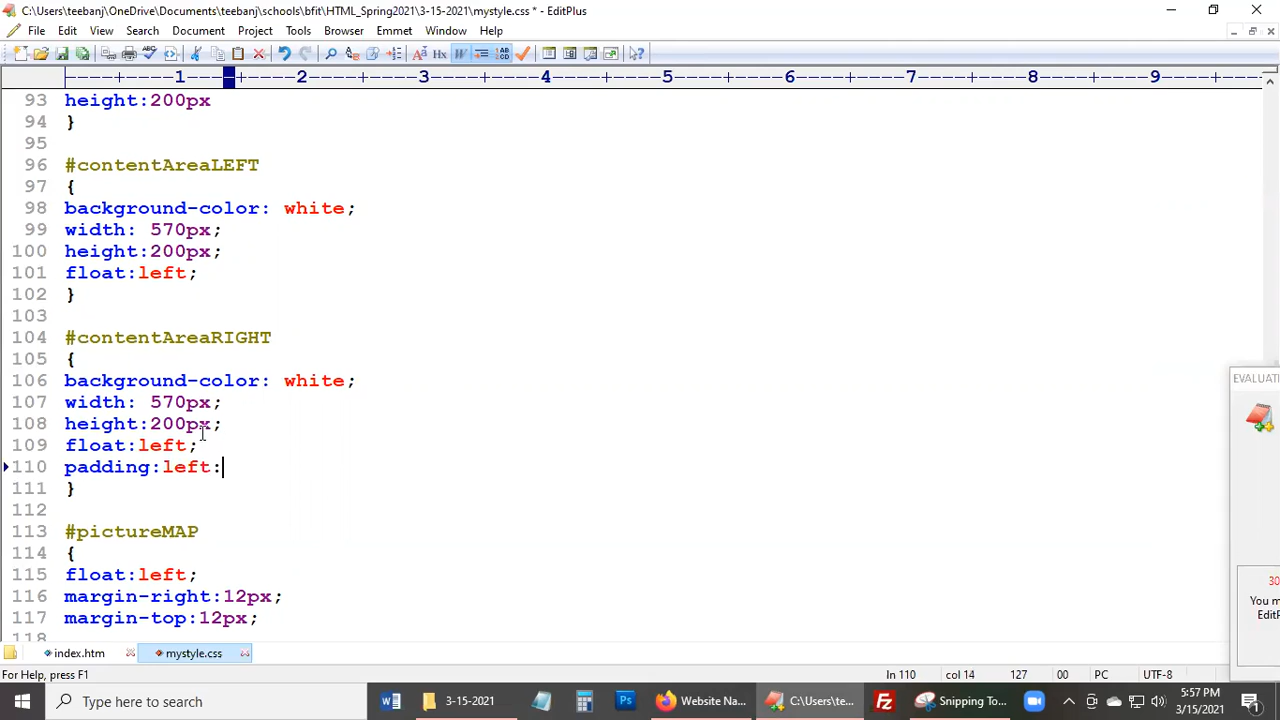 C:\Users\teebanj\OneDrive\Documents\teebanj\schools\bfit\HTML_Spring2021\3-15-2021\mystyle.css * - EditPlus
File Edit View Search Document Project Tools Browser Emmet Window Help
----+----1----+----2----+----3----+----4----+----5----+----6----+----7----+----8----+----9----+--
93 height:200px
94 }
95
96 #contentAreaLEFT
97 {
98 background-color: white;
99 width: 570px;
100 height:200px;
101 float:left;
102 }
103
104 #contentAreaRIGHT
105 {
106 background-color: white;
107 width: 570px;
108 height:200px;
109 float:left;
110 padding:left:
111 }
112
113 #pictureMAP
114 {
115 float:left;
116 margin-right:12px;
117 margin-top:12px;
118
EVALUATI
30
You m
EditP
index.htm mystyle.css
For Help, press F1 Ln 110 col 14 127 00 PC UTF-8
Type here to search 3-15-2021 Website Na... C:\Users\tee... Snipping To... 5:57 PM
3/15/2021